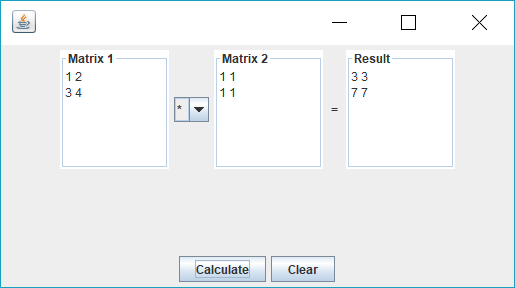 Matrix 1
1 2
3 4
*
Matrix 2
1 1
1 1
=
Result
3 3
7 7
Calculate
Clear